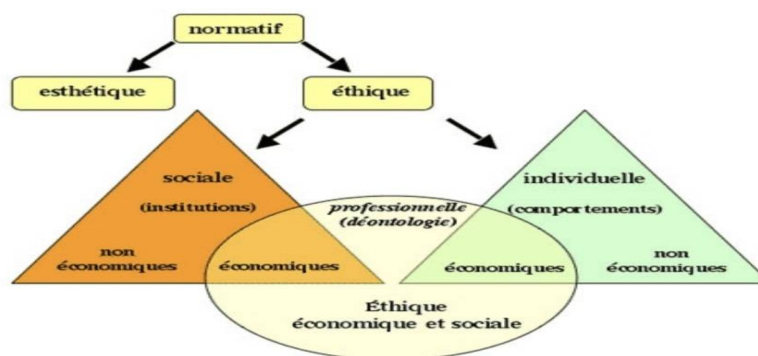 normatif
esthétique
éthique
sociale
(institutions)
non
économiques
économiques
professionnelle
(déontologie)
individuelle
(comportements)
économiques
non
économiques
Éthique
économique et sociale